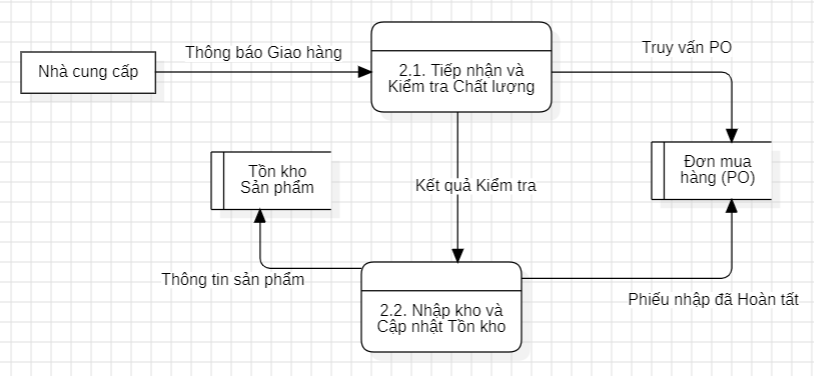 Thông báo Giao hàng
Truy vấn PO
Nhà cung cấp
2.1. Tiếp nhận và
Kiểm tra Chất lượng
Tồn kho
Sản phẩm
Đơn mua
hàng (PO)
Kết quả Kiểm tra
Thông tin sản phẩm
Phiếu nhập đã Hoàn tất
2.2. Nhập kho và
Cập nhật Tồn kho